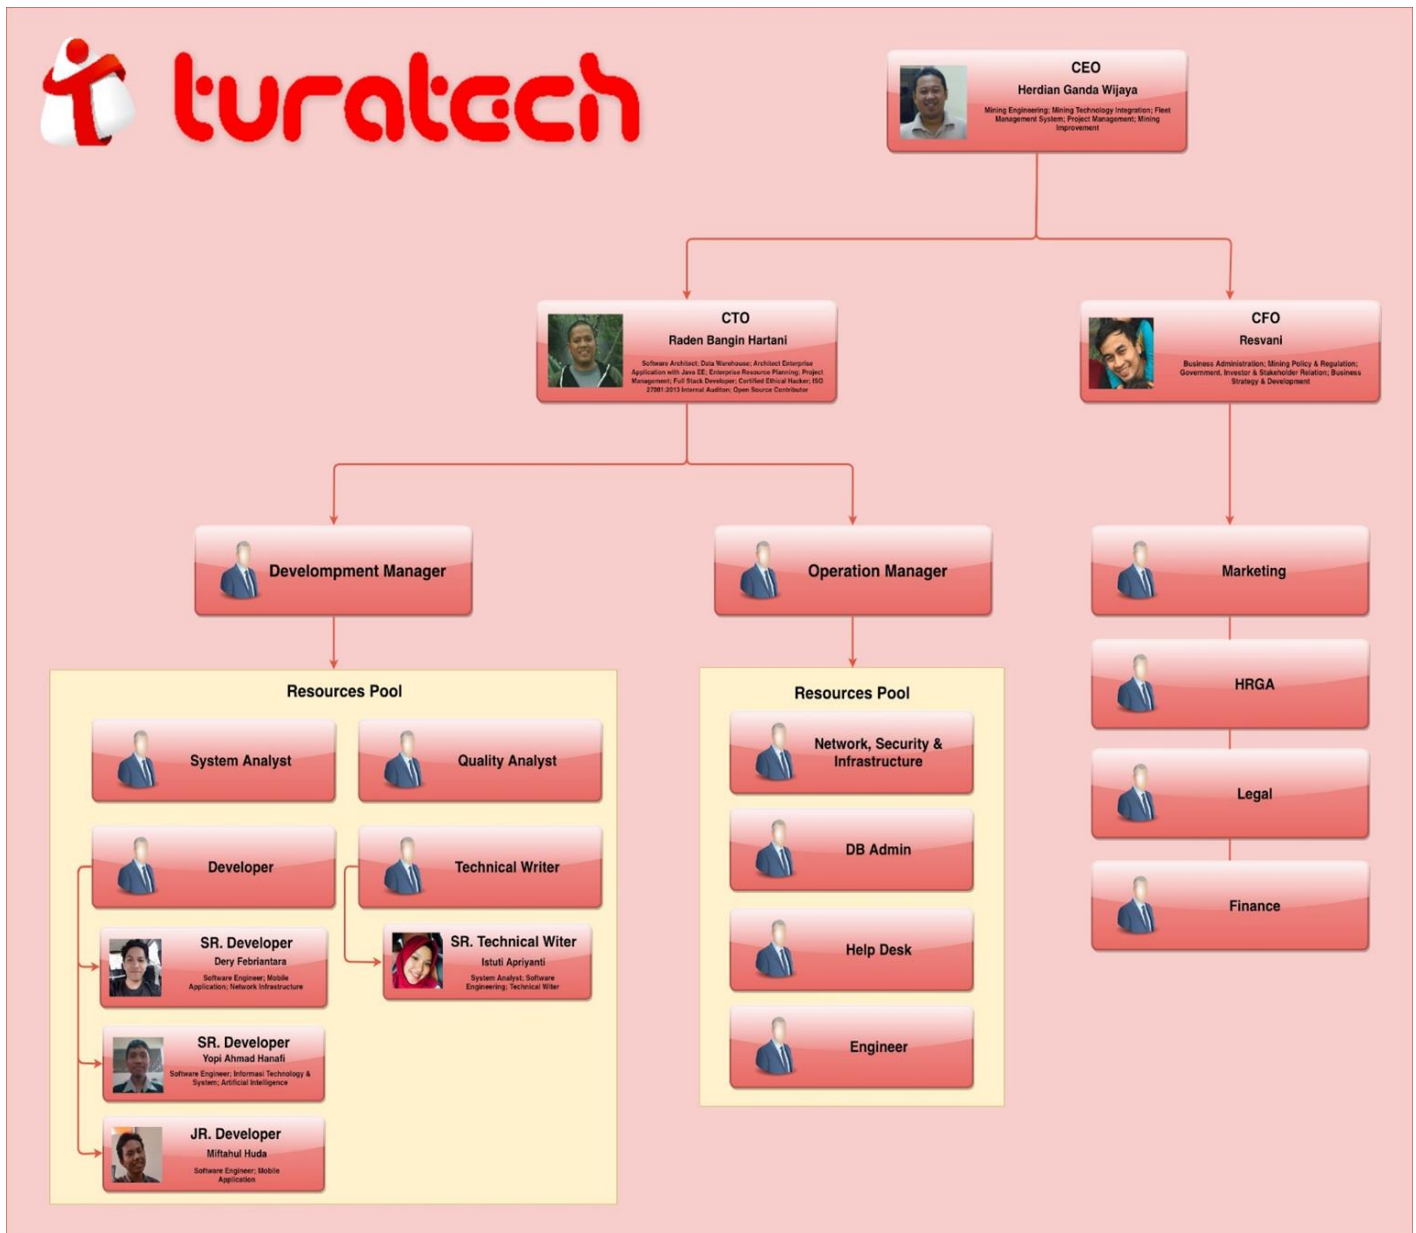 turatech
CEO
Herdian Ganda Wijaya
Mining Engineering; Mining Technology Integration; Fleet
Management System; Project Management; Mining
Improvement
CTO
Raden Bangin Hartani
Software Architect; Data Warehouse; Architect Enterprise
Application with Java EE; Enterprise Resource Planning; Project
Management; Full Stack Developer; Certified Ethical Hacker; ISO
27001:2013 Internal Auditon; Open Source Contributor
CFO
Resvani
Business Administration; Mining Policy & Regulation;
Government, Investor & Stakeholder Relation; Business
Strategy & Development
Develompment Manager
Operation Manager
Marketing
HRGA
Legal
Finance
Resources Pool
System Analyst
Quality Analyst
Developer
Technical Writer
SR. Developer
Dery Febriantara
Software Engineer; Mobile
Application; Network Infrastructure
SR. Technical Witer
Istuti Apriyanti
System Analyst; Software
Engineering; Technical Witer
SR. Developer
Yopi Ahmad Hanafi
Software Engineer; Informasi Technology &
System; Artificial Intelligence
JR. Developer
Miftahul Huda
Software Engineer; Mobile
Application
Resources Pool
Network, Security &
Infrastructure
DB Admin
Help Desk
Engineer